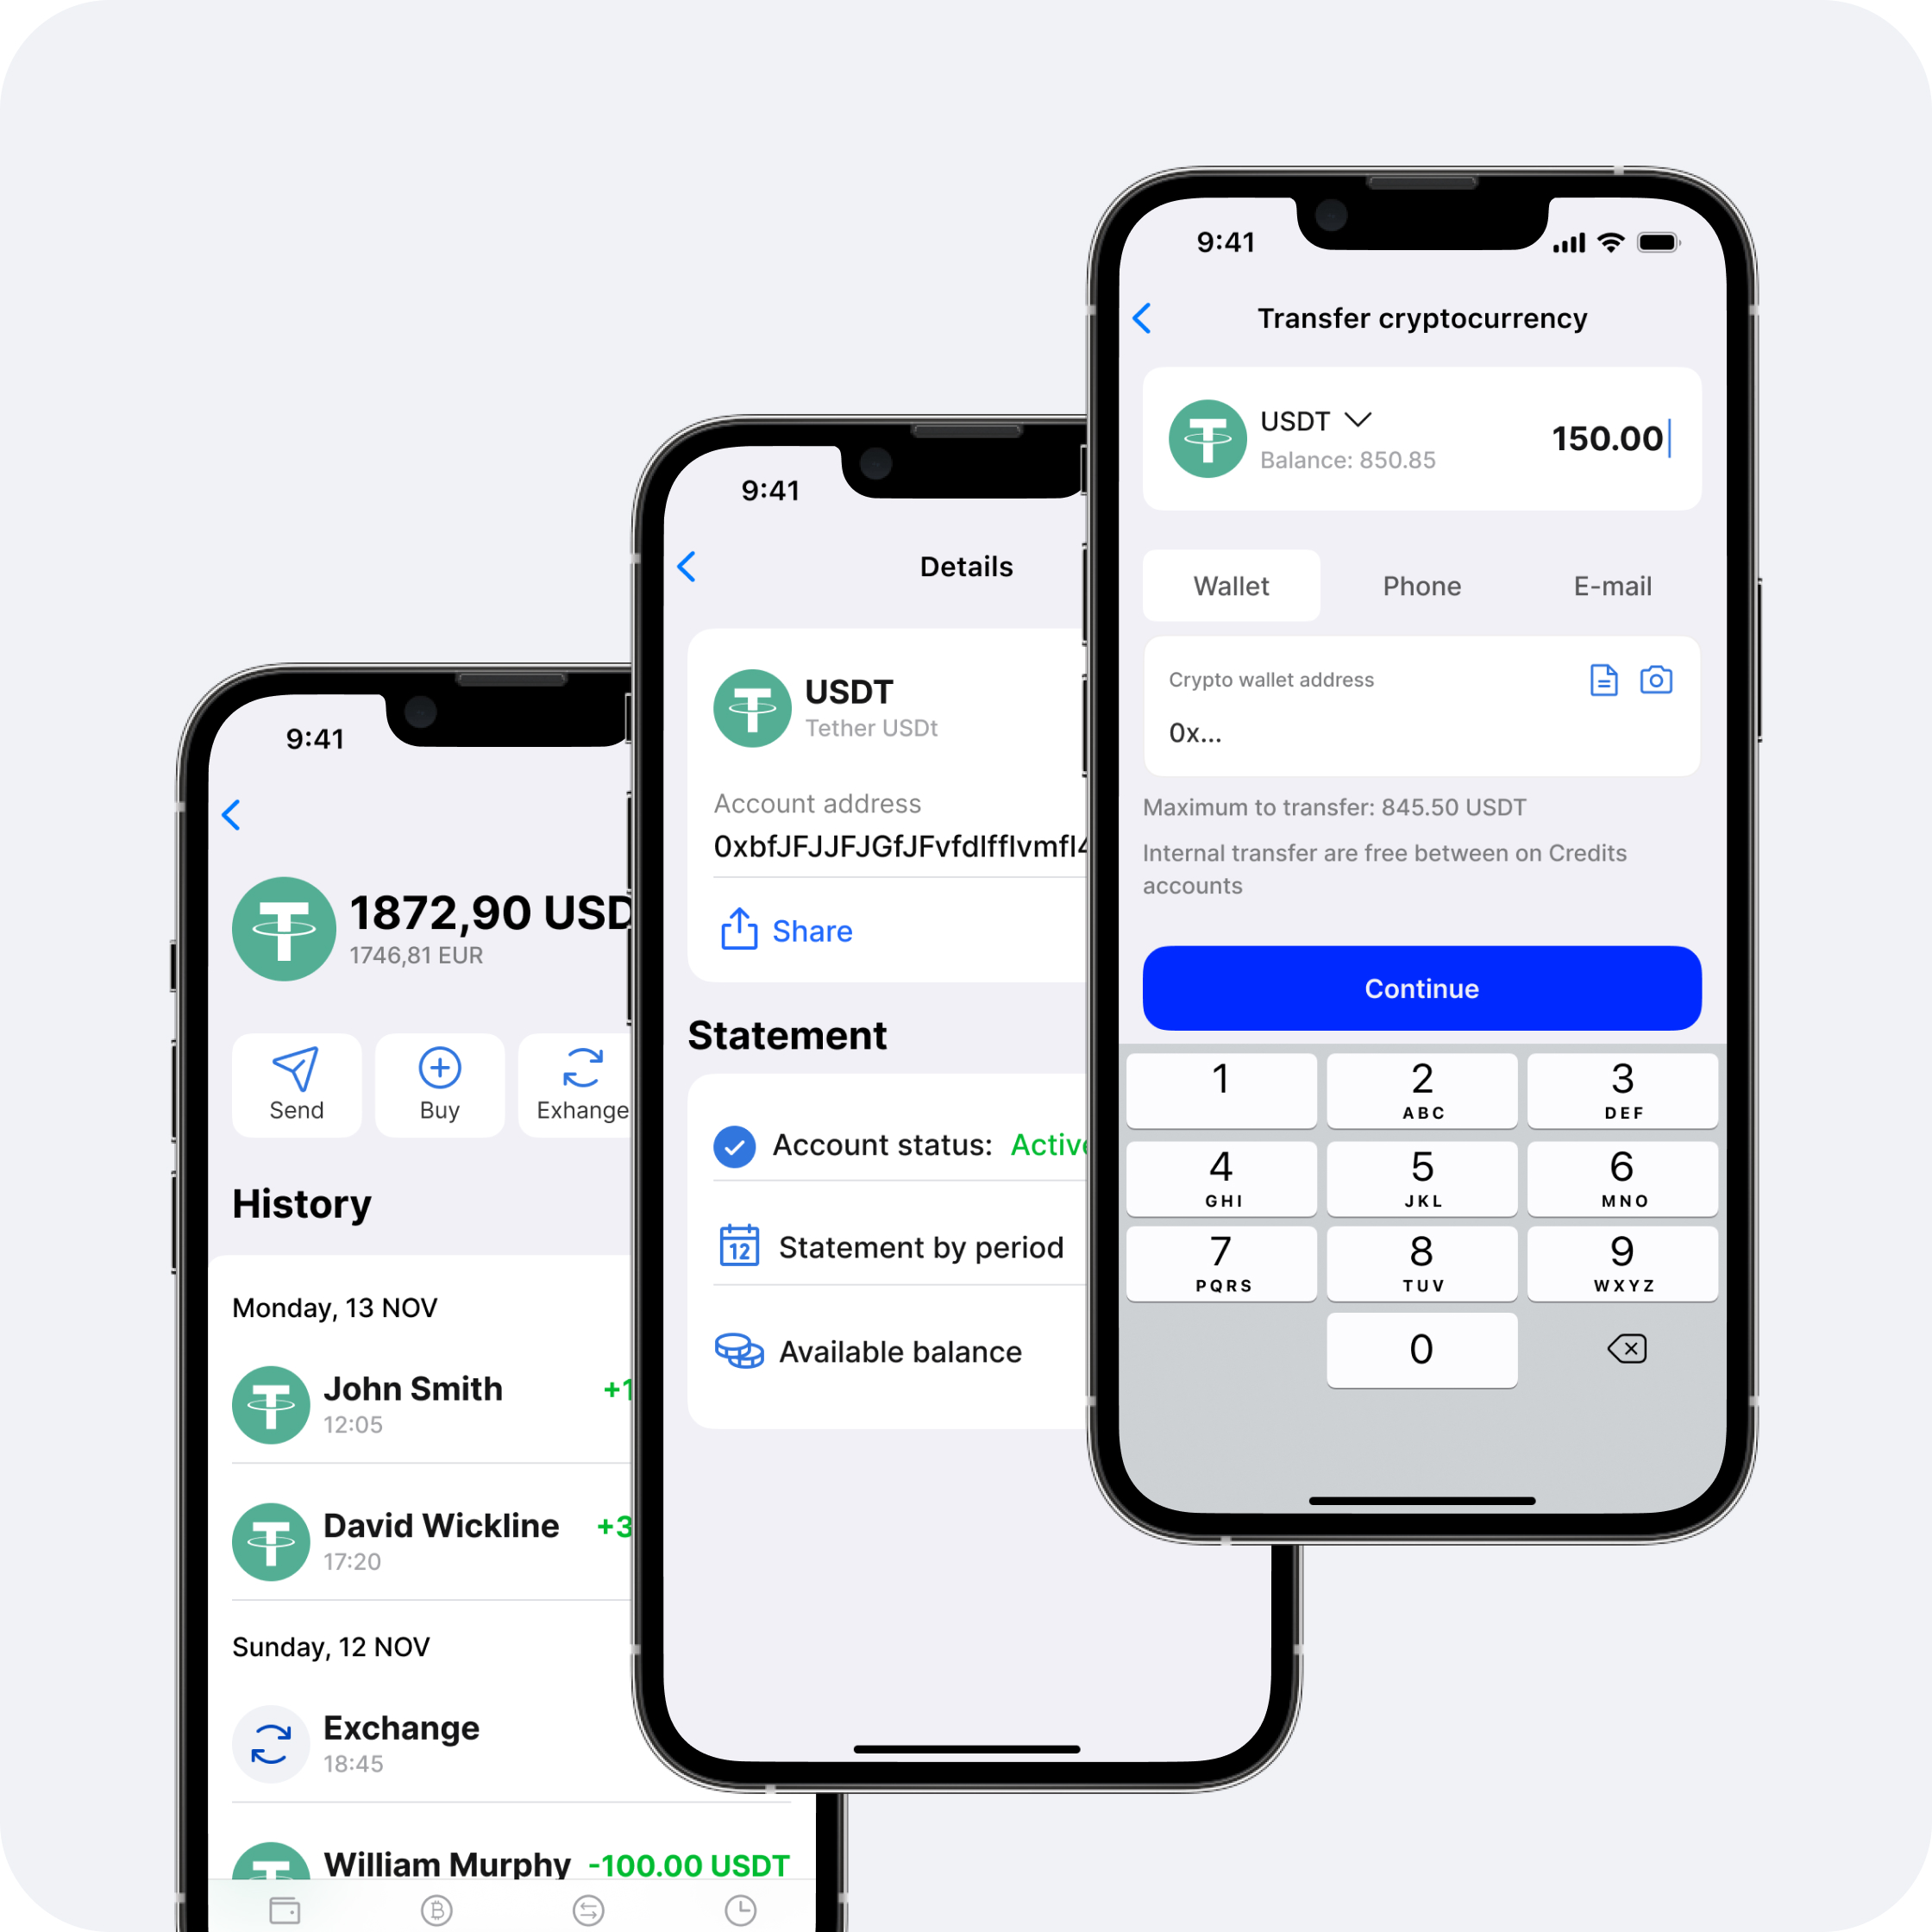 9:41
1872,90 USD
1746,81 EUR
Send
Buy
Exhange
History
Monday, 13 NOV
John Smith +1
12:05
David Wickline +3
17:20
Sunday, 12 NOV
Exchange
18:45
William Murphy -100.00 USDT
9:41
Details
USDT
Tether USDt
Account address
Share
Statement
Account status: Active
12 Statement by period
Available balance
9:41
Transfer cryptocurrency
USDT
150.00
Balance: 850.85
Wallet Phone E-mail
Crypto wallet address
0x...
Maximum to transfer: 845.50 USDT
Internal transfer are free between on Credits
accounts
Continue
1 2 3
ABC DEF
4 5 6
GHI JKL MNO
7 8 9
PQRS TUV WXYZ
0